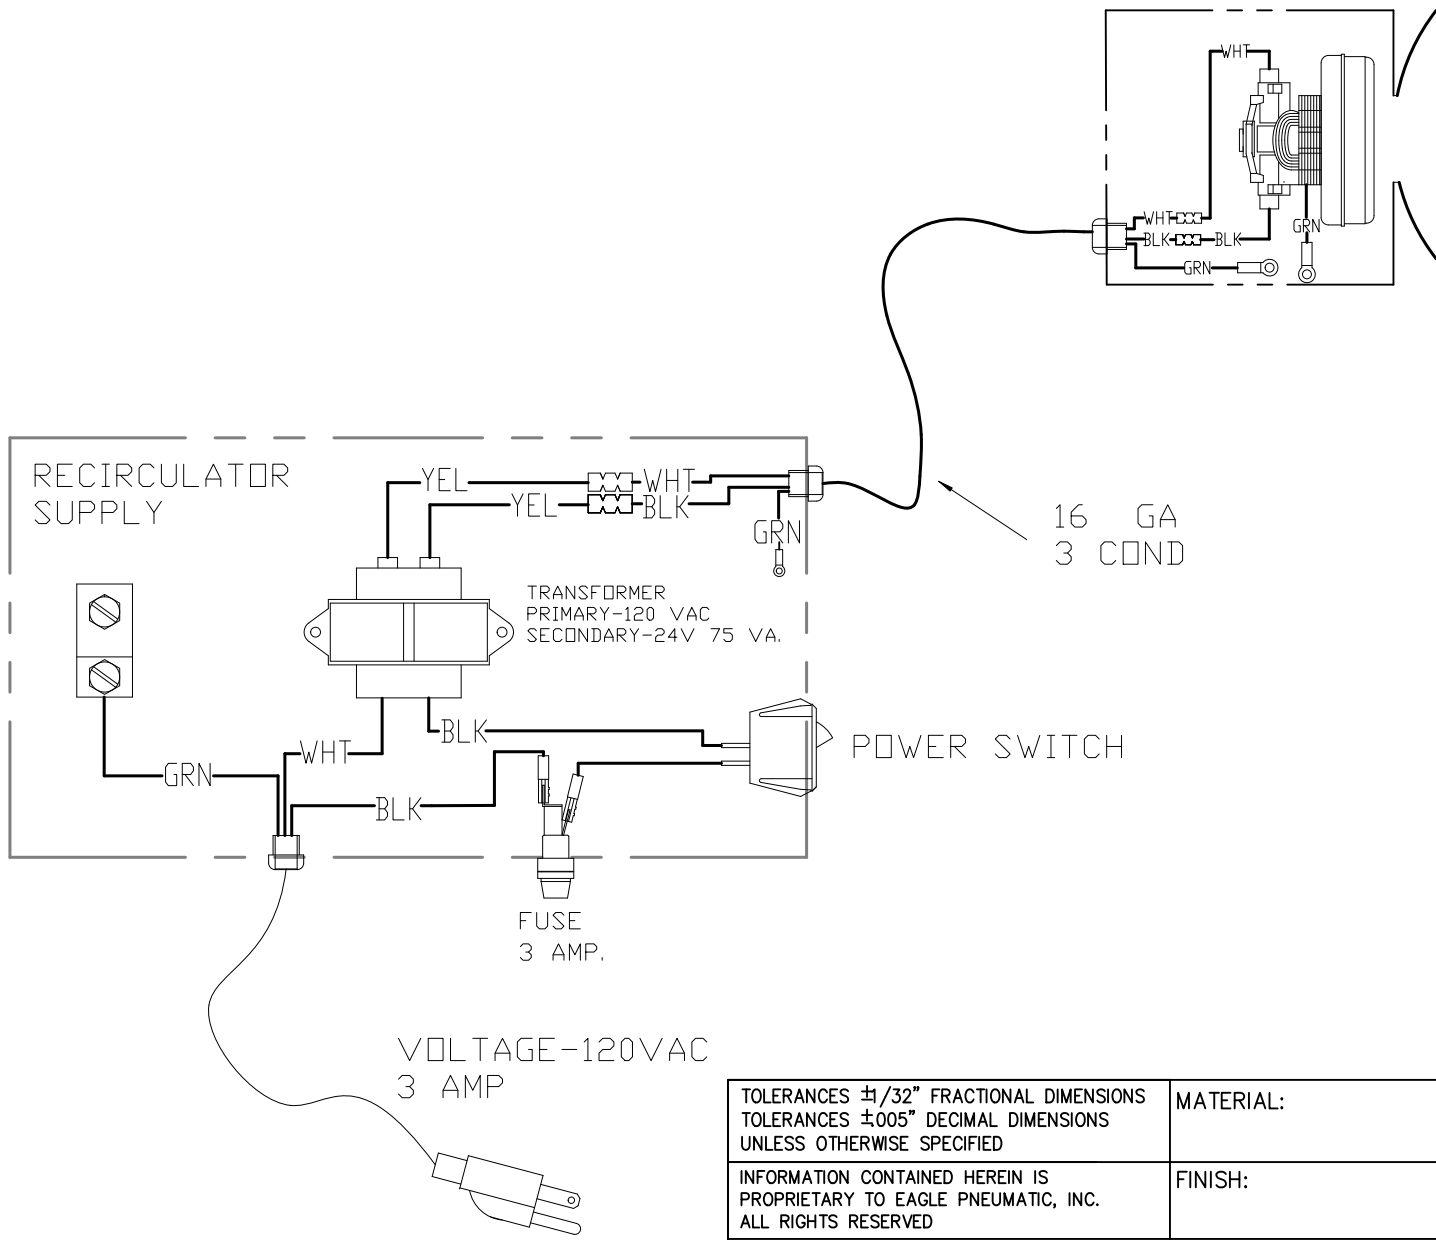 WHT
WHT
BLK BLK
GRN
GRN
RECIRCULATOR
SUPPLY
YEL WHT
YEL BLK
GRN
16 GA
3 COND
TRANSFORMER
PRIMARY-120 VAC
SECONDARY-24V 75 VA.
BLK
WHT
POWER SWITCH
GRN
BLK
FUSE
3 AMP.
VOLTAGE-120VAC
3 AMP
TOLERANCES ±1/32" FRACTIONAL DIMENSIONS
TOLERANCES ±.005" DECIMAL DIMENSIONS
UNLESS OTHERWISE SPECIFIED
MATERIAL:
INFORMATION CONTAINED HEREIN IS
PROPRIETARY TO EAGLE PNEUMATIC, INC.
ALL RIGHTS RESERVED
FINISH: